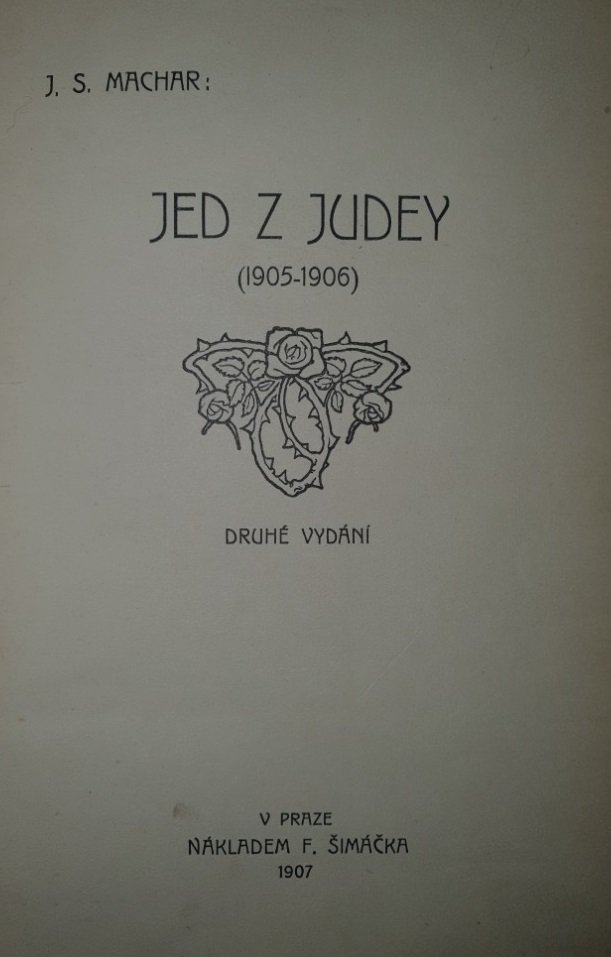 J. S. MACHAR:
JED Z JUDEY
(1905-1906)
DRUHÉ VYDÁNÍ
V PRAZE
NÁKLADEM F. ŠIMÁČKA
1907